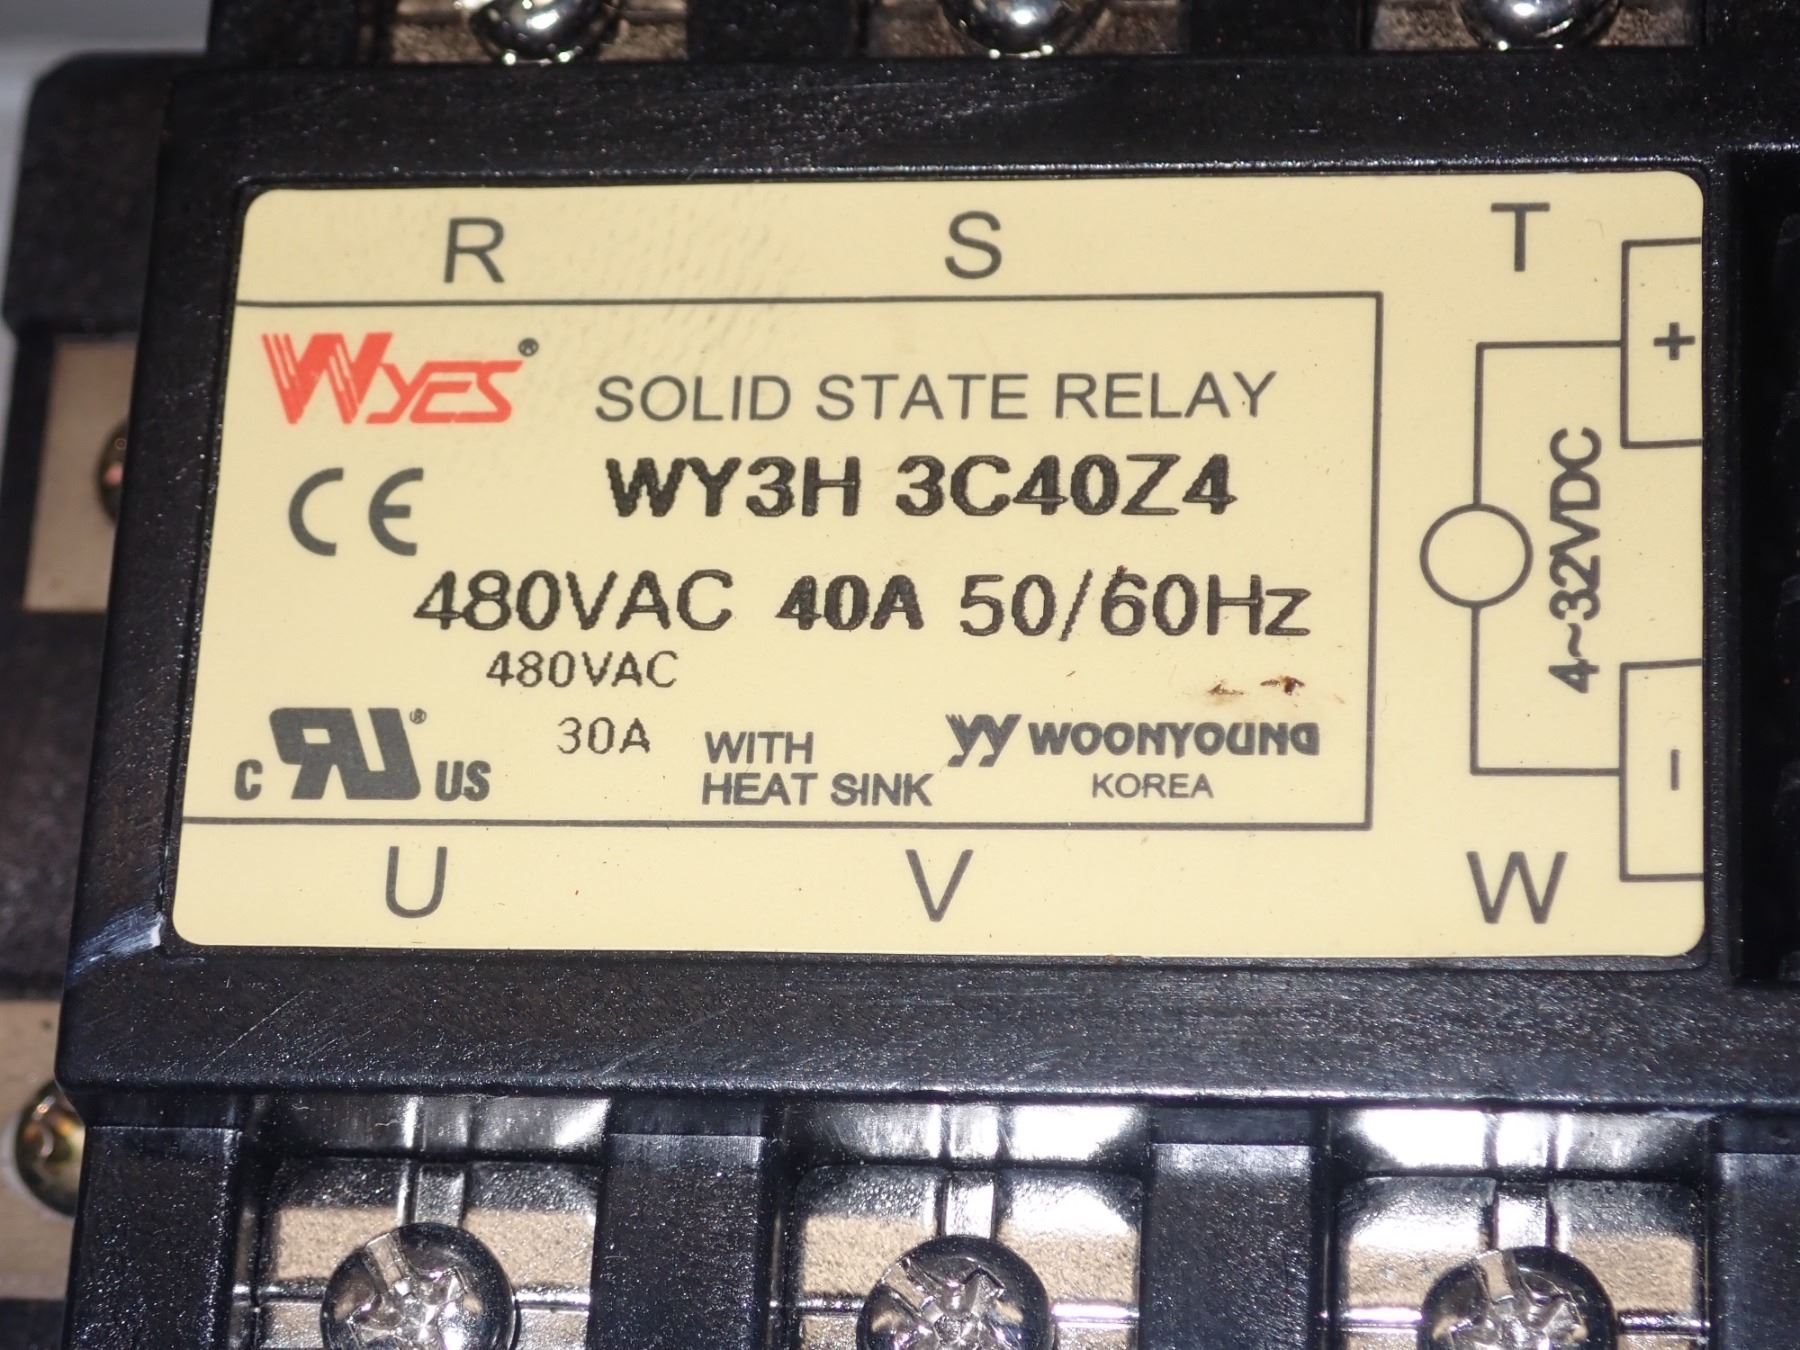 R S T
WYES® SOLID STATE RELAY
CE WY3H 3C40Z4
480VAC 40A 50/60Hz
480VAC
C RU® US 30A WITH
HEAT SINK
WOONYOUNG
KOREA
+
4~32VDC
-
U V W